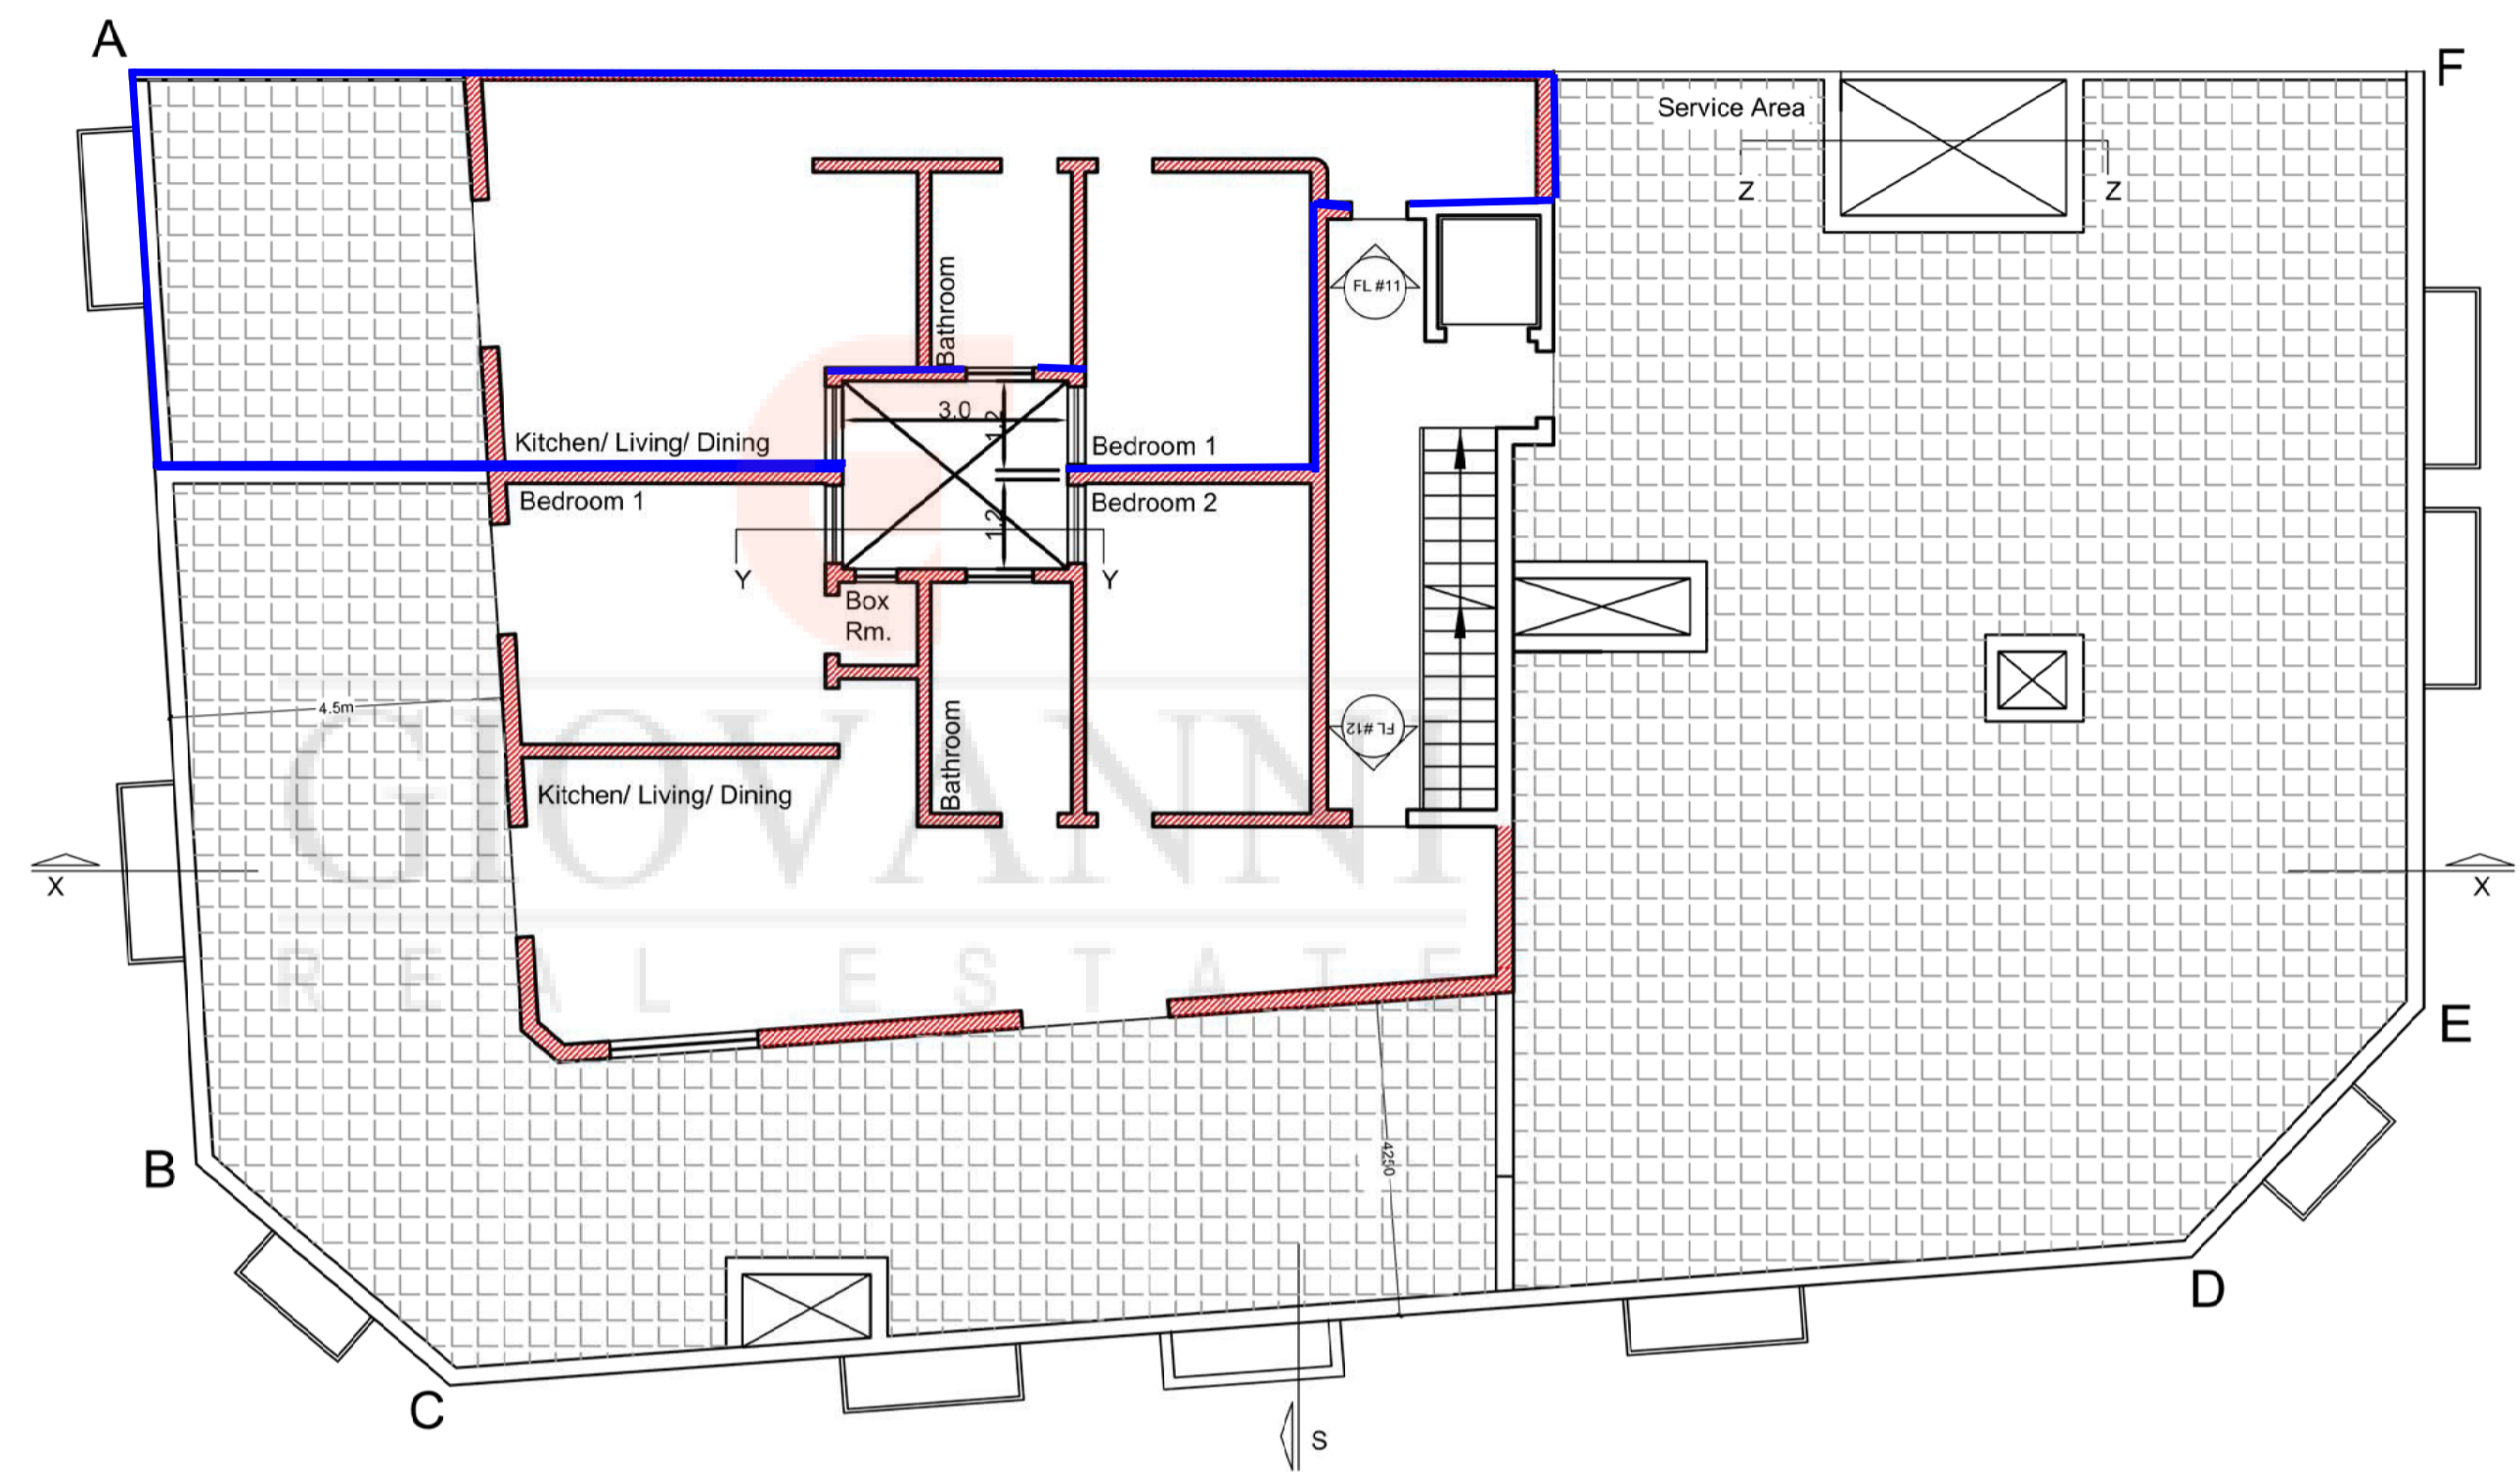 A
F
Service Area
Z
Z
Bathroom
FL #11
3.0
1.2
Kitchen/ Living/ Dining
Bedroom 1
Bedroom 1
Bedroom 2
1.2
Y
Y
Box
Rm.
4.5m
GIOVANNI
Bathroom
FL #12
Kitchen/ Living/ Dining
X
X
REAL ESTATE
E
B
4250
D
C
S